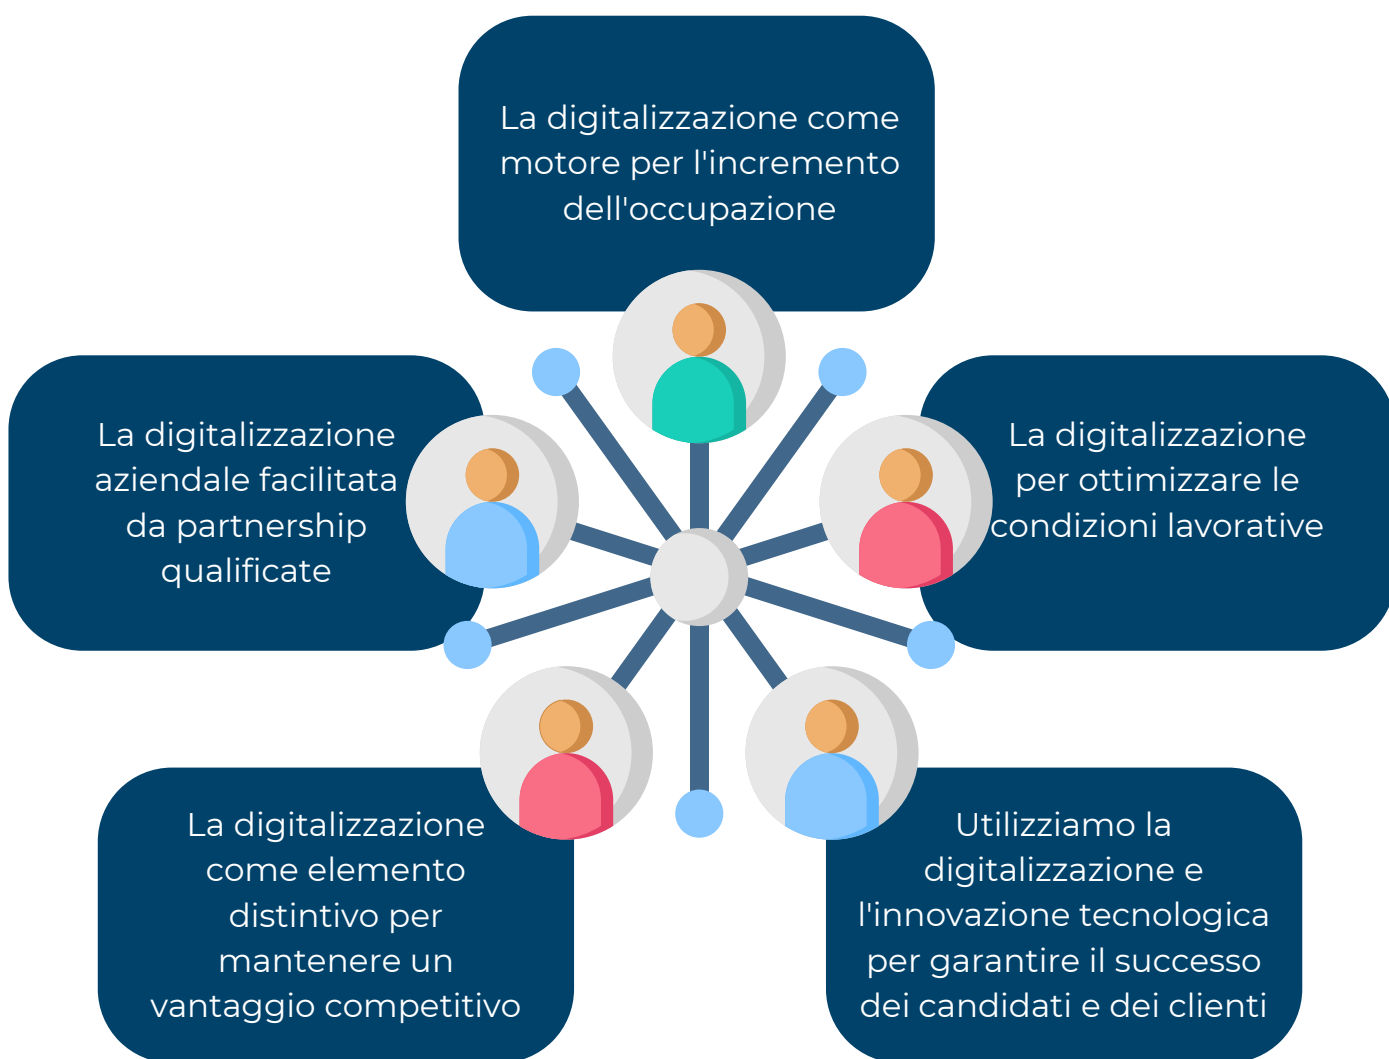 La digitalizzazione come
motore per l'incremento
dell'occupazione
La digitalizzazione
aziendale facilitata
da partnership
qualificate
La digitalizzazione
per ottimizzare le
condizioni lavorative
La digitalizzazione
come elemento
distintivo per
mantenere un
vantaggio competitivo
Utilizziamo la
digitalizzazione e
l'innovazione tecnologica
per garantire il successo
dei candidati e dei clienti